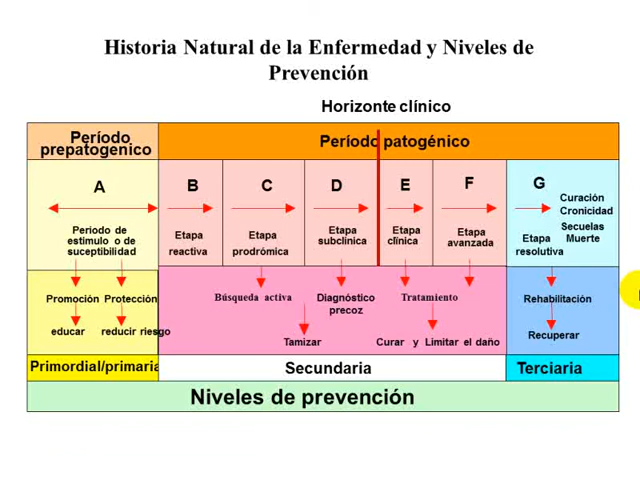 Historia Natural de la Enfermedad y Niveles de
Prevención
Horizonte clínico
Período
prepatogenico
Período patogénico
A
B
C
D
E
F
G
Curación
Cronicidad
Secuelas
Muerte
Periodo de
estimulo o de
suceptibilidad
Etapa
reactiva
Etapa
prodrómica
Etapa
subclínica
Etapa
clínica
Etapa
avanzada
Etapa
resolutiva
Promoción
Protección
Búsqueda activa
Diagnóstico
precoz
Tratamiento
Rehabilitación
educar
reducir riesgo
Tamizar
Curar y Limitar el daño
Recuperar
Primordial/primaria
Secundaria
Terciaria
Niveles de prevención